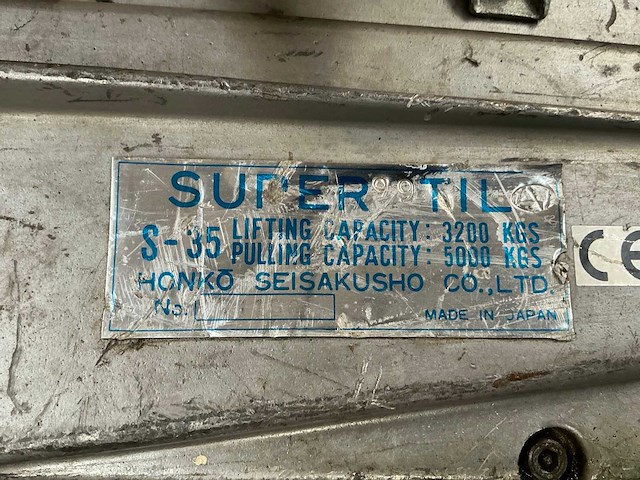 SUPER TIL
S-35 LIFTING CAPACITY: 3200 KGS
PULLING CAPACITY: 5000 KGS
HONKŌ SEISAKUSHO CO.,LTD.
No.
MADE IN JAPAN
CE